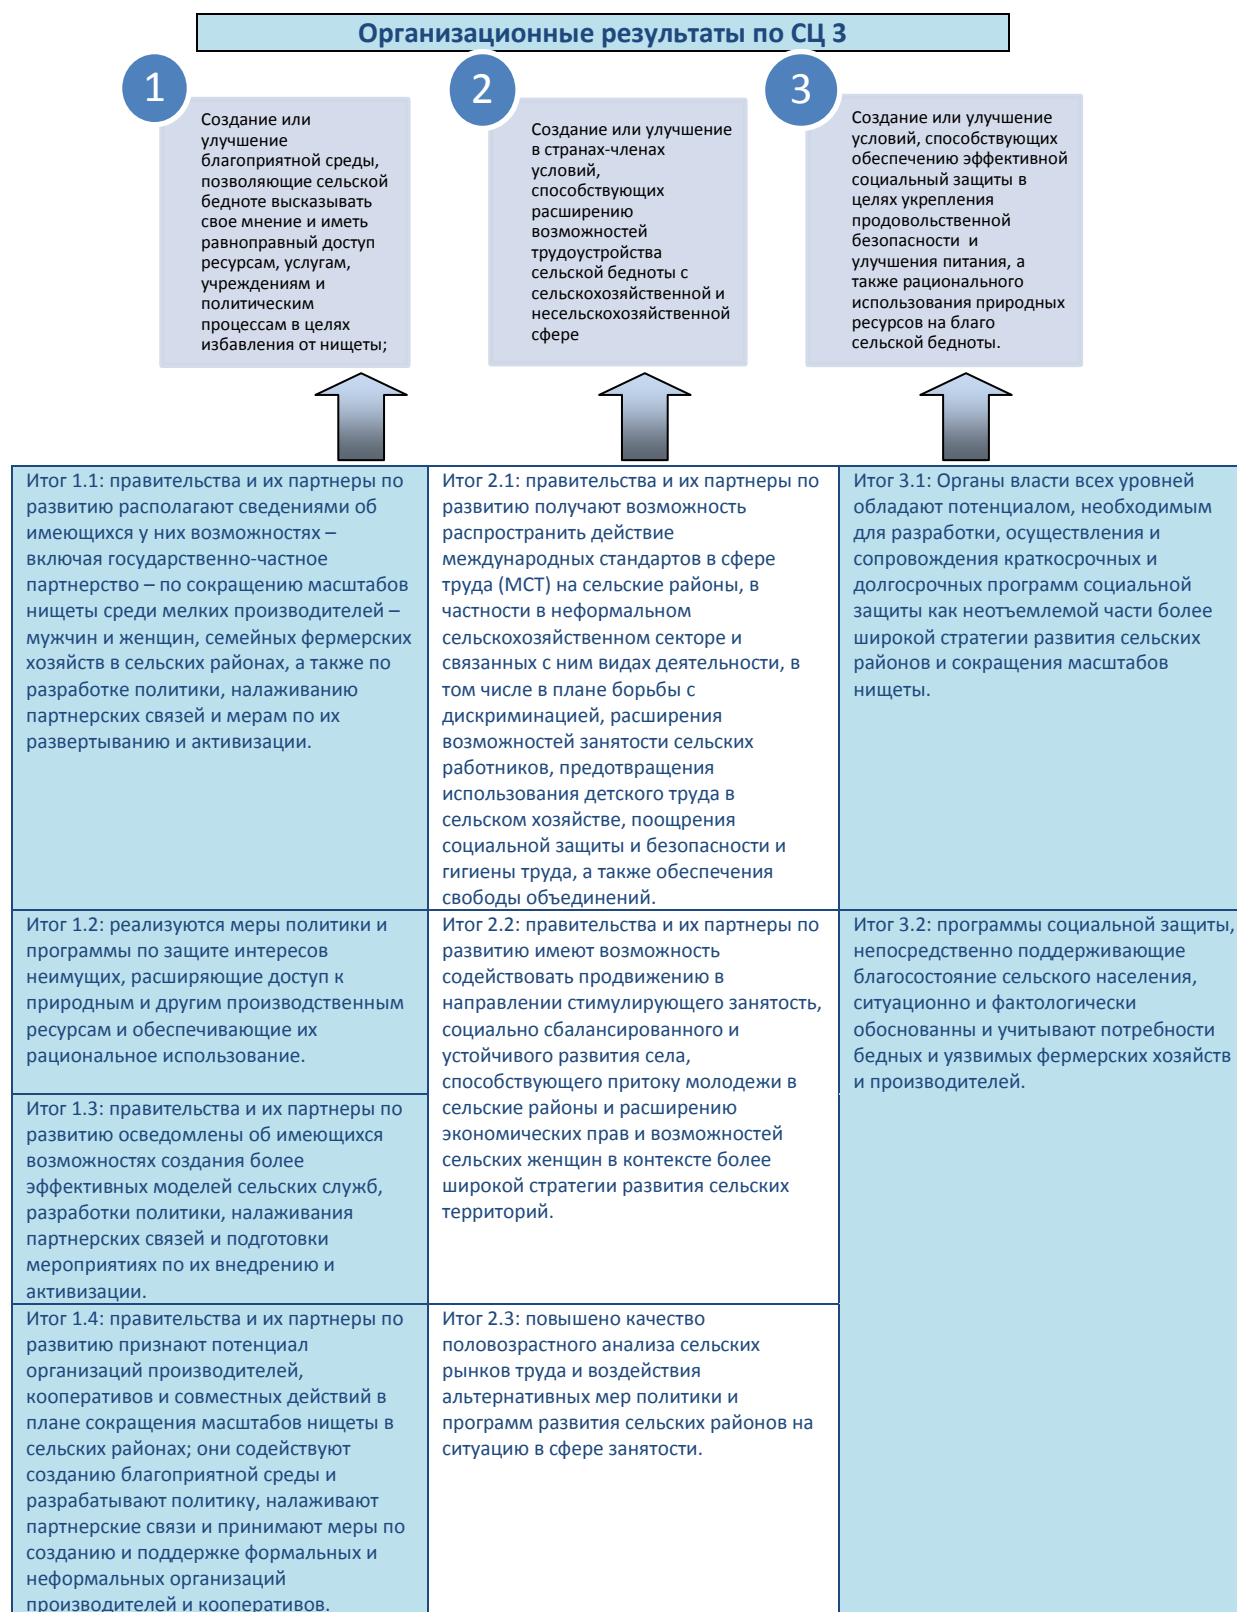 Организационные результаты по СЦ 3
1
Создание или
улучшение
благоприятной среды,
позволяющие сельской
бедноте высказывать
свое мнение и иметь
равноправный доступ
ресурсам, услугам,
учреждениям и
политическим
процессам в целях
избавления от нищеты;
2
Создание или улучшение
в странах-членах
условий,
способствующих
расширению
возможностей
трудоустройства
сельской бедноты с
сельскохозяйственной и
несельскохозяйственной
сфере
3
Создание или улучшение
условий, способствующих
обеспечению эффективной
социальный защиты в
целях укрепления
продовольственной
безопасности и
улучшения питания, а
также рационального
использования природных
ресурсов на благо
сельской бедноты.
Итог 1.1: правительства и их партнеры по
развитию располагают сведениями об
имеющихся у них возможностях –
включая государственно-частное
партнерство – по сокращению масштабов
нищеты среди мелких производителей –
мужчин и женщин, семейных фермерских
хозяйств в сельских районах, а также по
разработке политики, налаживанию
партнерских связей и мерам по их
развертыванию и активизации.
Итог 2.1: правительства и их партнеры по
развитию получают возможность
распространить действие
международных стандартов в сфере
труда (МСТ) на сельские районы, в
частности в неформальном
сельскохозяйственном секторе и
связанных с ним видах деятельности, в
том числе в плане борьбы с
дискриминацией, расширения
возможностей занятости сельских
работников, предотвращения
использования детского труда в
сельском хозяйстве, поощрения
социальной защиты и безопасности и
гигиены труда, а также обеспечения
свободы объединений.
Итог 3.1: Органы власти всех уровней
обладают потенциалом, необходимым
для разработки, осуществления и
сопровождения краткосрочных и
долгосрочных программ социальной
защиты как неотъемлемой части более
широкой стратегии развития сельских
районов и сокращения масштабов
нищеты.
Итог 1.2: реализуются меры политики и
программы по защите интересов
неимущих, расширяющие доступ к
природным и другим производственным
ресурсам и обеспечивающие их
рациональное использование.
Итог 2.2: правительства и их партнеры по
развитию имеют возможность
содействовать продвижению в
направлении стимулирующего занятость,
социально сбалансированного и
устойчивого развития села,
способствующего притоку молодежи в
сельские районы и расширению
экономических прав и возможностей
сельских женщин в контексте более
широкой стратегии развития сельских
территорий.
Итог 3.2: программы социальной защиты,
непосредственно поддерживающие
благосостояние сельского населения,
ситуационно и фактологически
обоснованны и учитывают потребности
бедных и уязвимых фермерских хозяйств
и производителей.
Итог 1.3: правительства и их партнеры по
развитию осведомлены об имеющихся
возможностях создания более
эффективных моделей сельских служб,
разработки политики, налаживания
партнерских связей и подготовки
мероприятиях по их внедрению и
активизации.
Итог 1.4: правительства и их партнеры по
развитию признают потенциал
организаций производителей,
кооперативов и совместных действий в
плане сокращения масштабов нищеты в
сельских районах; они содействуют
созданию благоприятной среды и
разрабатывают политику, налаживают
партнерские связи и принимают меры по
созданию и поддержке формальных и
неформальных организаций
производителей и кооперативов.
Итог 2.3: повышено качество
половозрастного анализа сельских
рынков труда и воздействия
альтернативных мер политики и
программ развития сельских районов на
ситуацию в сфере занятости.